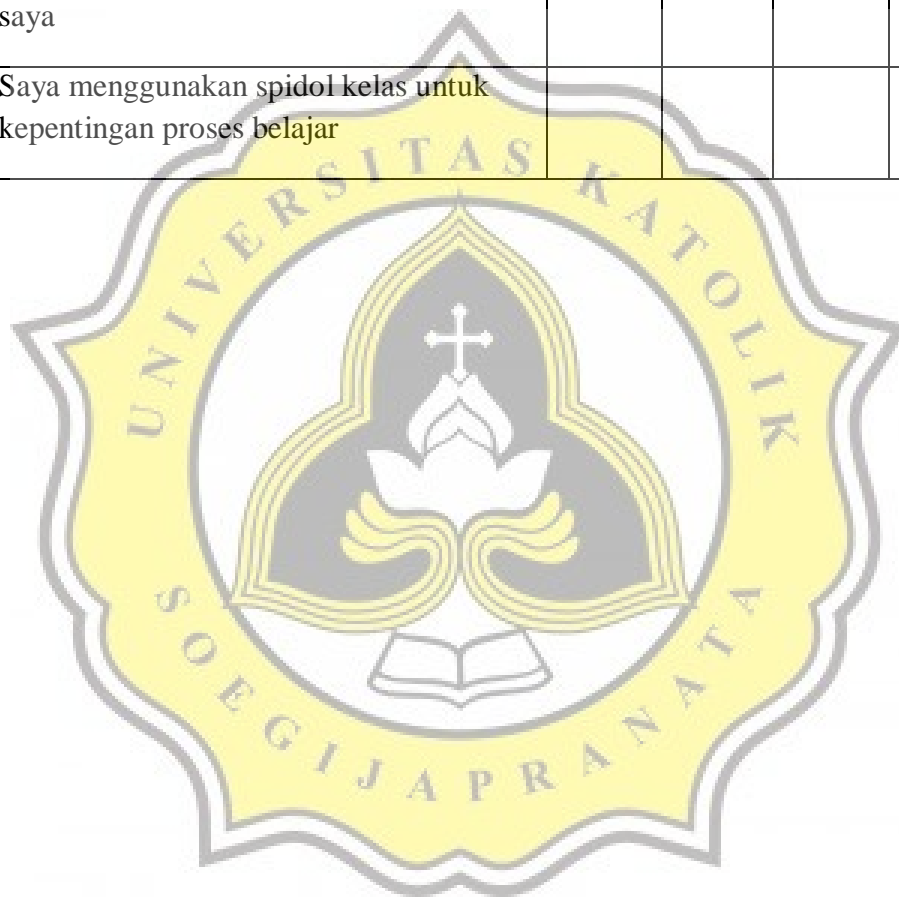 saya
Saya menggunakan spidol kelas untuk
kepentingan proses belajar
UNIVERSITAS KATOLIK
SOEGIJAPRANATA